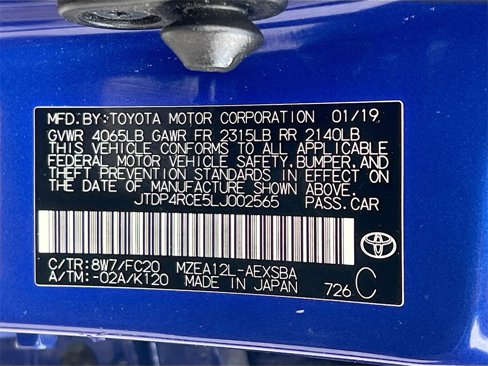 MFD. BY: TOYOTA MOTOR CORPORATION 01/19
GVWR 4065LB GAWR FR 2315LB RR 2140LB
THIS VEHICLE CONFORMS TO ALL APPLICABLE
FEDERAL MOTOR VEHICLE SAFETY, BUMPER, AND
THEFT PREVENTION STANDARDS IN EFFECT ON
THE DATE OF MANUFACTURE SHOWN ABOVE.
JTDP4RCE5LJ002565 PASS.CAR
C/TR:8W7/FC20 MZEA12L-AEXSBA
A/TM:-02A/K120 MADE IN JAPAN 726 C